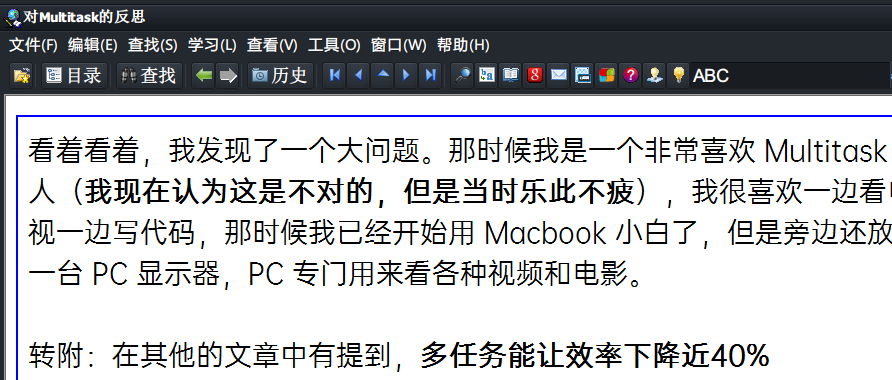 对Multitask的反思
文件(F) 编辑(E) 查找(S) 学习(L) 查看(V) 工具(O) 窗口(W) 帮助(H)
目录 查找 历史 ABC
看着看着，我发现了一个大问题。那时候我是一个非常喜欢 Multitask
人（我现在认为这是不对的，但是当时乐此不疲），我很喜欢一边看
视一边写代码，那时候我已经开始用 Macbook 小白了，但是旁边还放
一台 PC 显示器，PC 专门用来看各种视频和电影。
转附：在其他的文章中有提到，多任务能让效率下降近40%